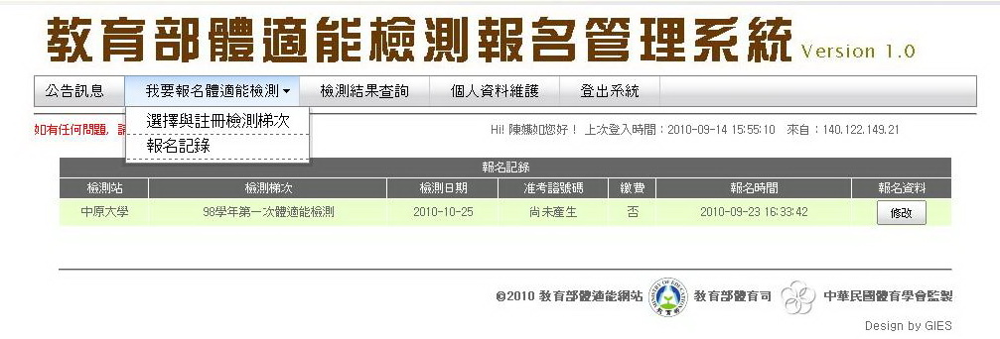 教育部體適能檢測報名管理系統 Version 1.0
公告訊息 我要報名體適能檢測▼ 檢測結果查詢 個人資料維護 登出系統
選擇與註冊檢測梯次
報名記錄
如有任何問題, Hi! 陳嬿如您好！ 上次登入時間：2010-09-14 15:55:10 來自：140.122.149.21
報名記錄
檢測站 檢測梯次 檢測日期 准考證號碼 繳費 報名時間 報名資料
中原大學 98學年第一次體適能檢測 2010-10-25 尚未產生 否 2010-09-23 16:33:42 修改
©2010 教育部體適能網站 教育部體育司 中華民國體育學會監製
Design by GIES